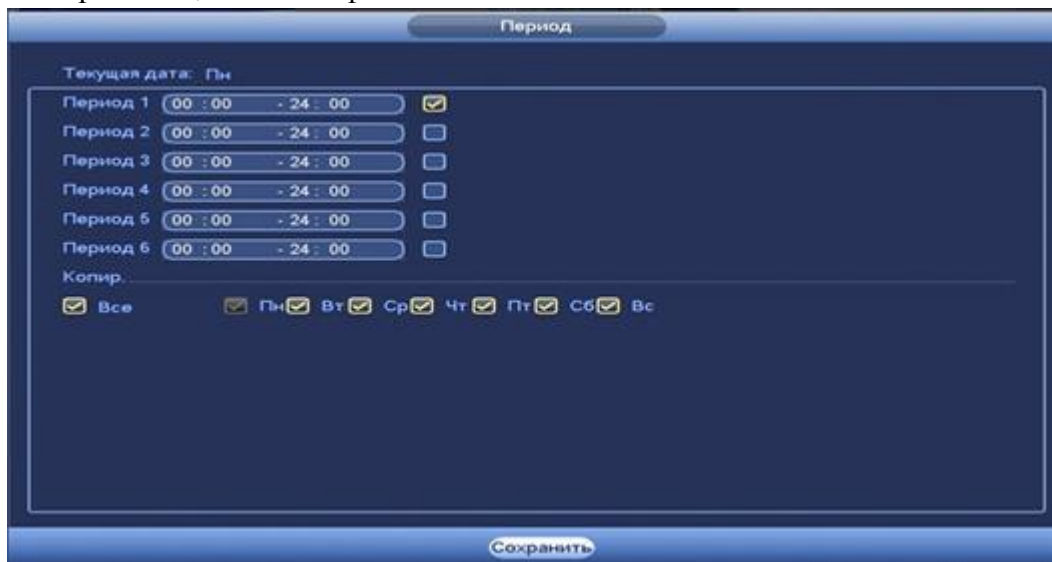 Период
Текущая дата: Пн
Период 1 00 : 00 - 24 : 00
Период 2 00 : 00 - 24 : 00
Период 3 00 : 00 - 24 : 00
Период 4 00 : 00 - 24 : 00
Период 5 00 : 00 - 24 : 00
Период 6 00 : 00 - 24 : 00
Копир.
Все Пн Вт Ср Чт Пт Сб Вс
Сохранить